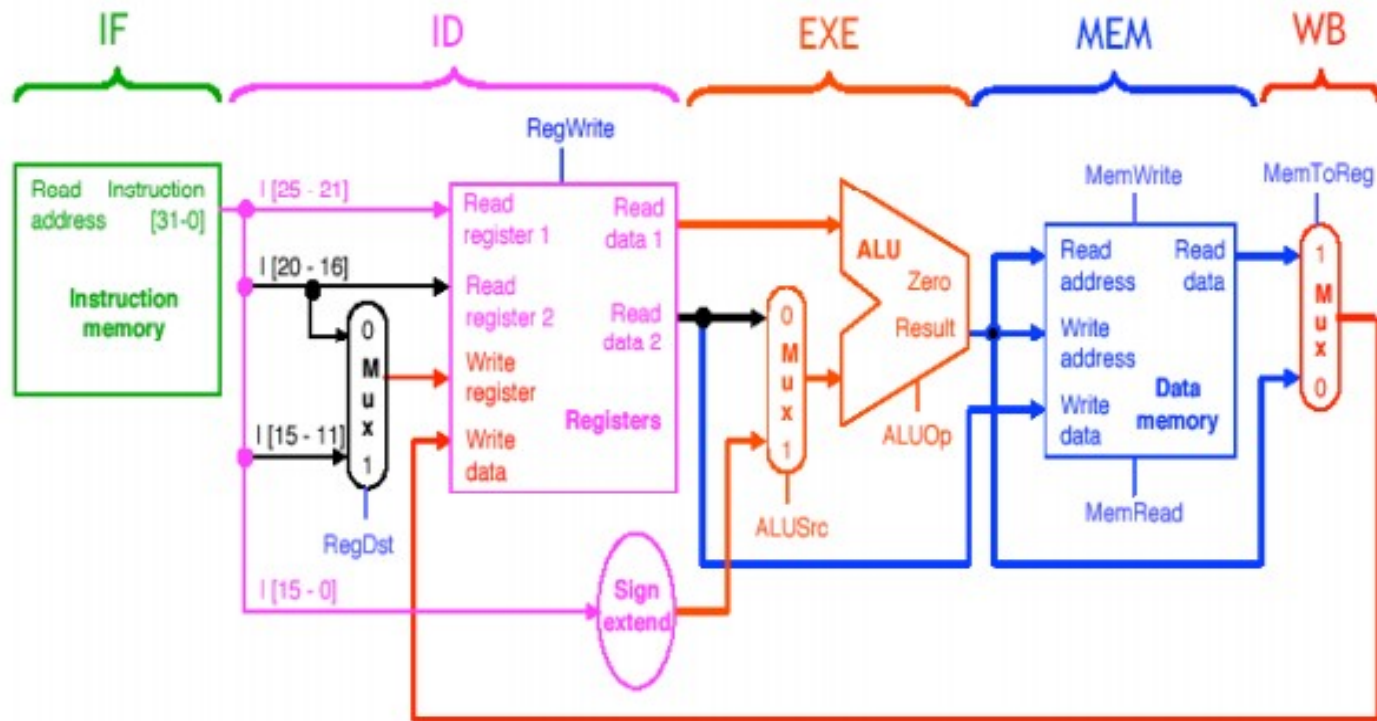 IF
ID
EXE
MEM
WB
RegWrite
MemWrite
MemToReg
Read
address
Instruction
[31-0]
Instruction
memory
I [25 - 21]
I [20 - 16]
I [15 - 11]
I [15 - 0]
0
M
u
x
1
RegDst
Read
register 1
Read
register 2
Write
register
Write
data
Read
data 1
Read
data 2
Registers
Sign
extend
0
M
u
x
1
ALUSrc
ALU
Zero
Result
ALUOp
Read
address
Write
address
Write
data
Read
data
Data
memory
MemRead
1
M
u
x
0